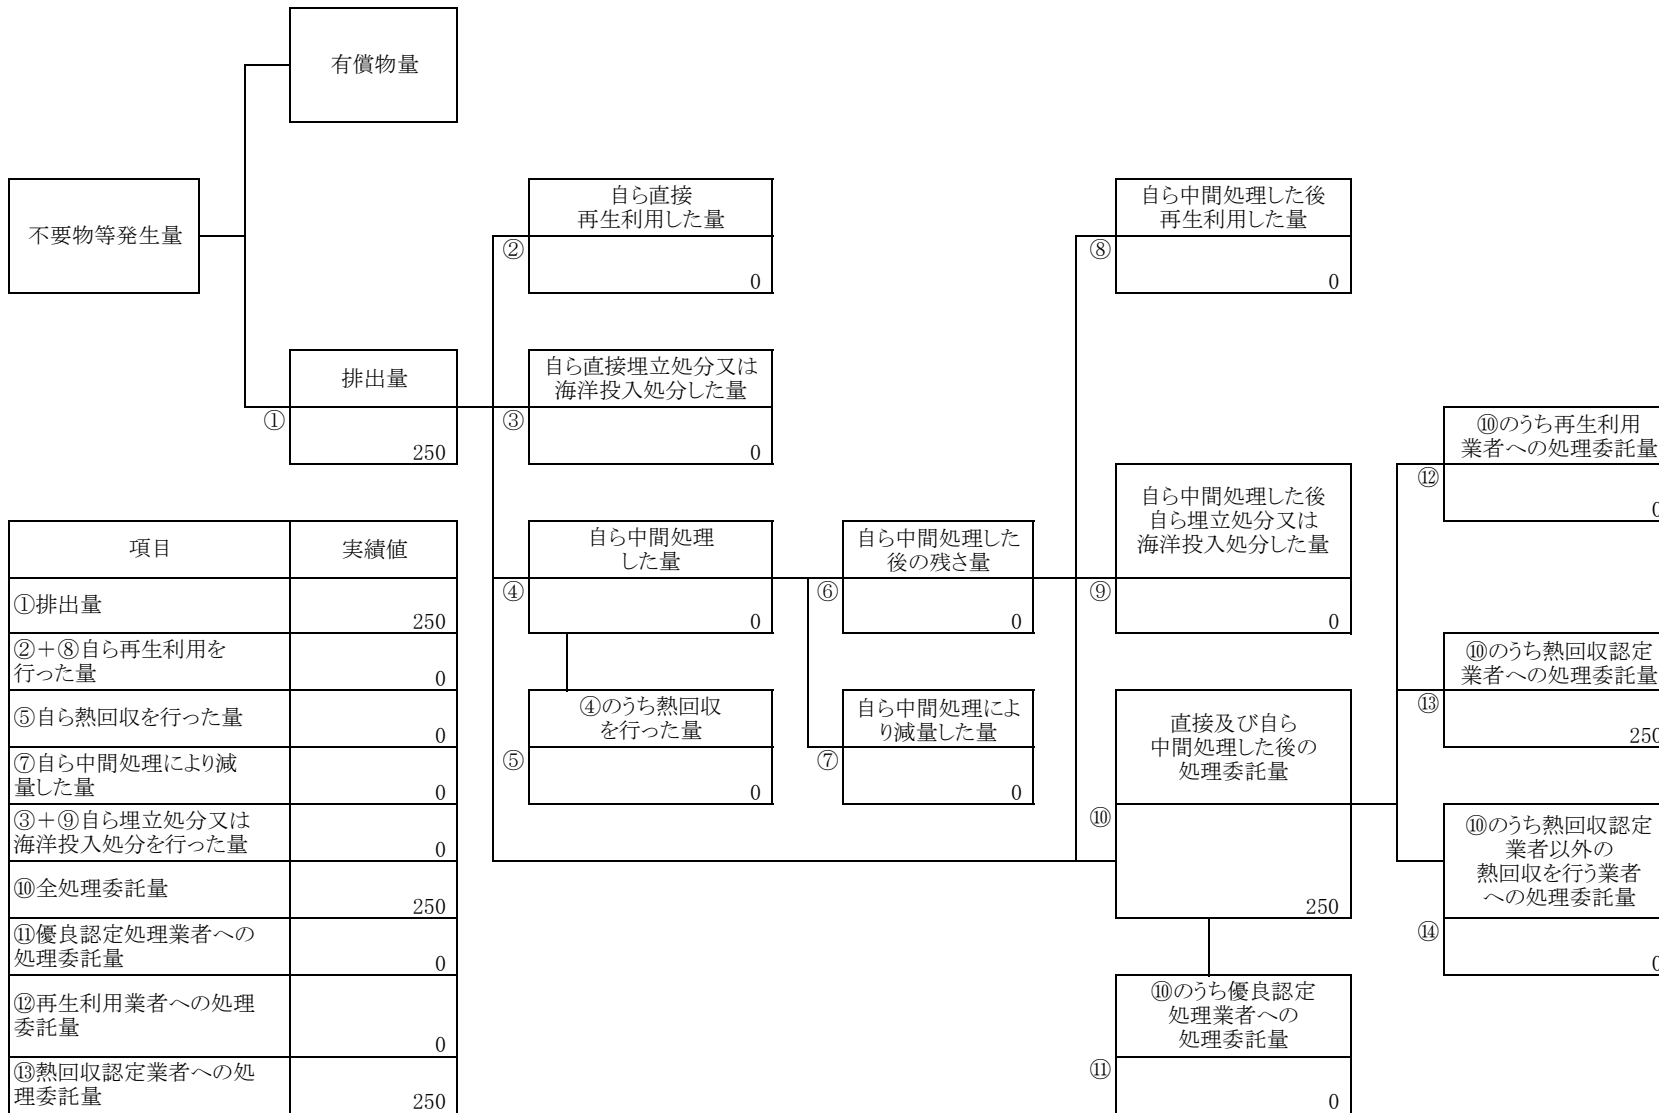 有償物量
不要物等発生量
自ら直接
再生利用した量
②
0
自ら中間処理した後
再生利用した量
⑧
0
排出量
①
250
自ら直接埋立処分又は
海洋投入処分した量
③
0
⑩のうち再生利用
業者への処理委託量
⑫
0
自ら中間処理した後
自ら埋立処分又は
海洋投入処分した量
⑨
0
自ら中間処理
した量
④
0
自ら中間処理した
後の残さ量
⑥
0
⑩のうち熱回収認定
業者への処理委託量
⑬
250
④のうち熱回収
を行った量
⑤
0
自ら中間処理によ
り減量した量
⑦
0
直接及び自ら
中間処理した後の
処理委託量
⑩
250
⑩のうち熱回収認定
業者以外の
熱回収を行う業者
への処理委託量
⑭
0
⑩のうち優良認定
処理業者への
処理委託量
⑪
0
項目 実績値
①排出量
250
②＋⑧自ら再生利用を
行った量
0
⑤自ら熱回収を行った量
0
⑦自ら中間処理により減
量した量
0
③＋⑨自ら埋立処分又は
海洋投入処分を行った量
0
⑩全処理委託量
250
⑪優良認定処理業者への
処理委託量
0
⑫再生利用業者への処理
委託量
0
⑬熱回収認定業者への処
理委託量
250